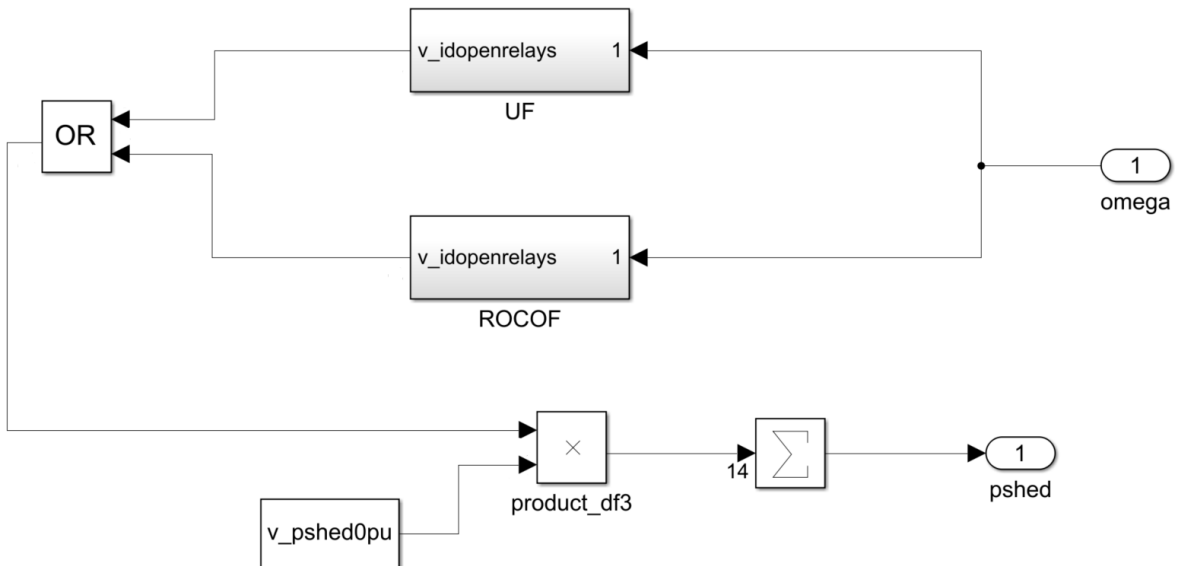 v_idopenrelays 1
UF
OR
1
omega
v_idopenrelays 1
ROCOF
×
14
1
product_df3
pshed
v_pshed0pu